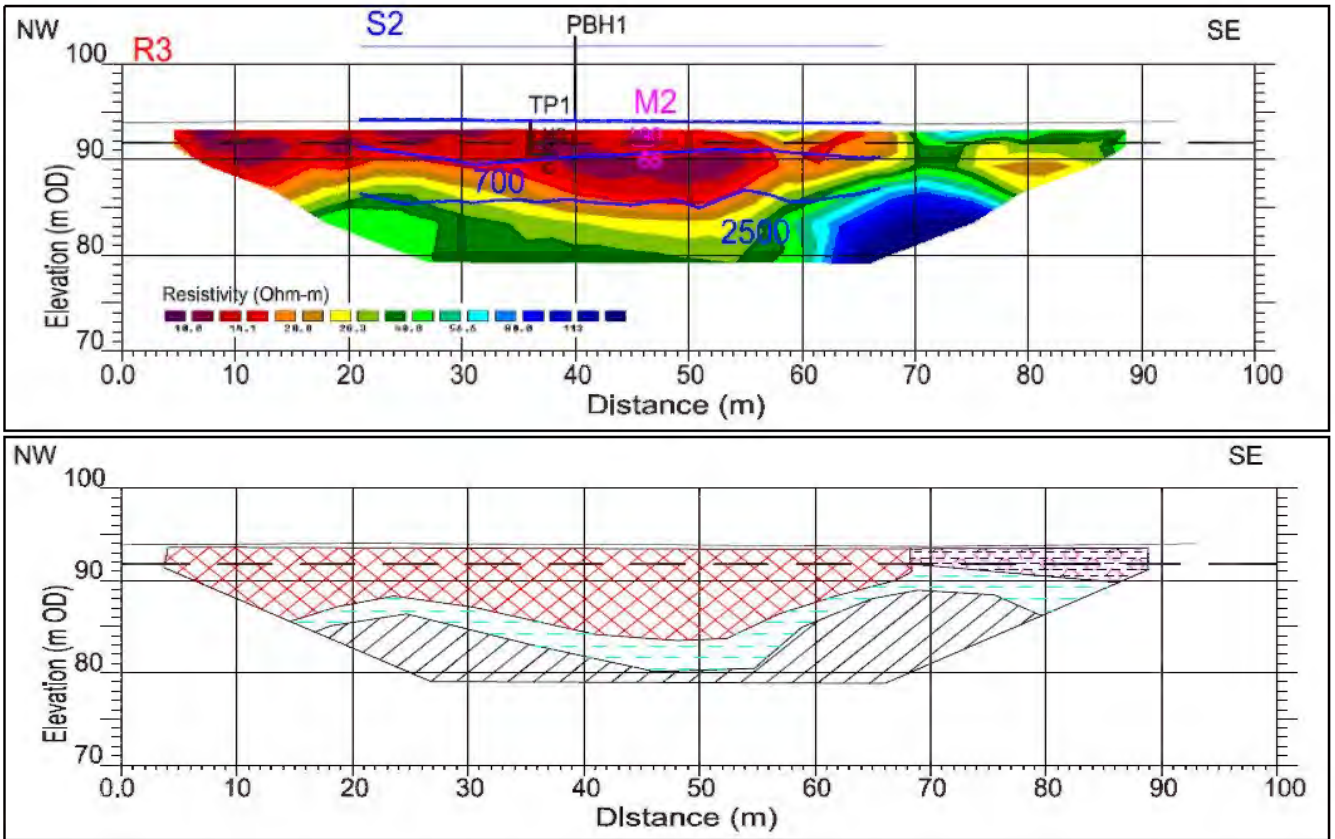 NW S2 PBH1 SE
100 R3
TP1 M2
90
700
80 2500
Resistivity (Ohm-m)
70
0.0 10 20 30 40 50 60 70 80 90 100
Distance (m)
Elevation (m OD)
NW SE
100
90
80
70
0.0 10 20 30 40 50 60 70 80 90 100
Distance (m)
Elevation (m OD)